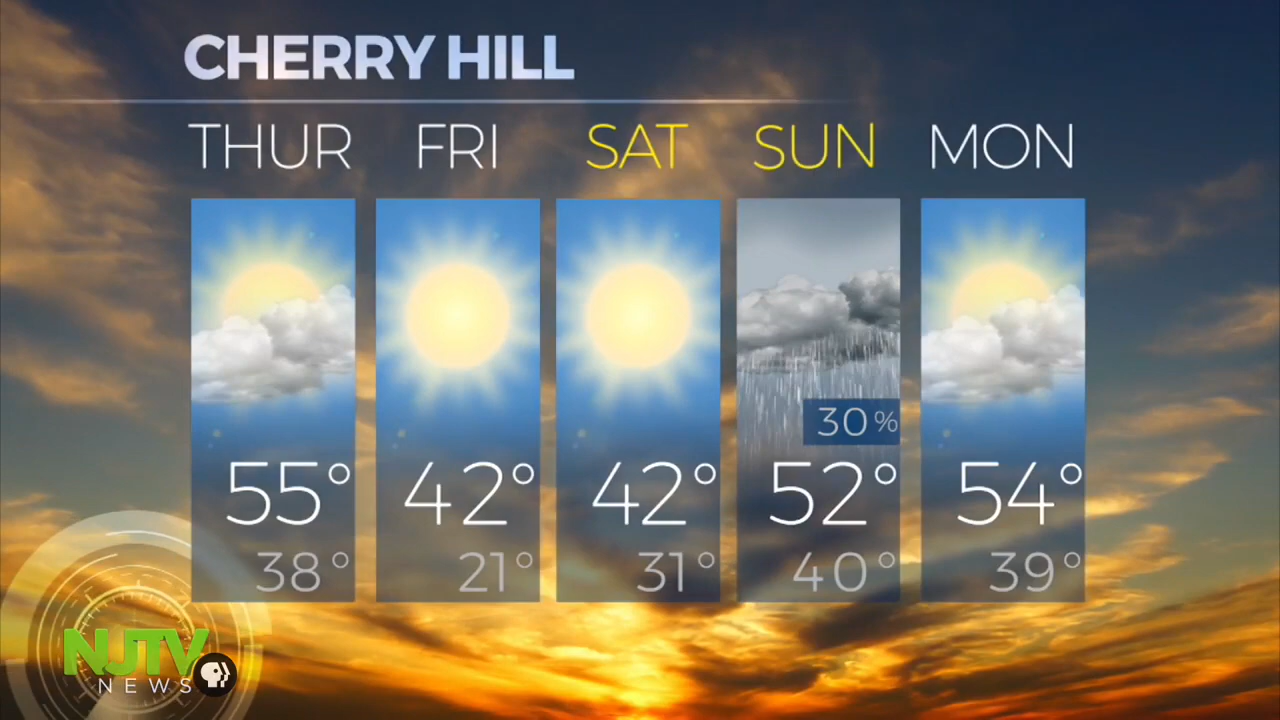 CHERRY HILL
THUR FRI SAT SUN MON
30%
55° 42° 42° 52° 54°
38° 21° 31° 40° 39°
NJTV
NEWS